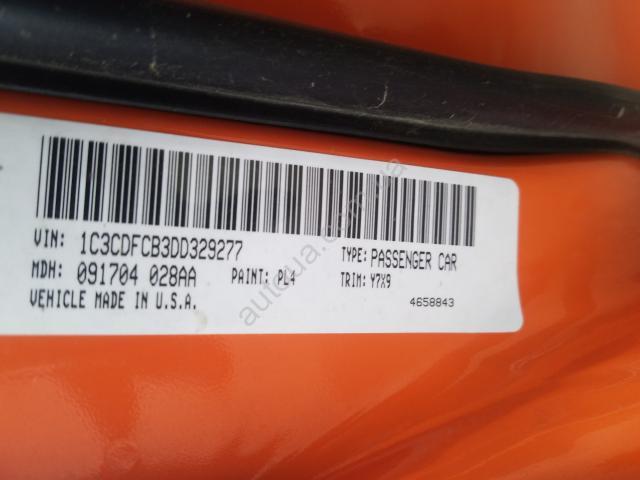 VIN: 1C3CDFCB3DD329277 TYPE: PASSENGER CAR
MDH: 091704 028AA PAINT: PL4 TRIM: Y7X9
VEHICLE MADE IN U.S.A. 4658843